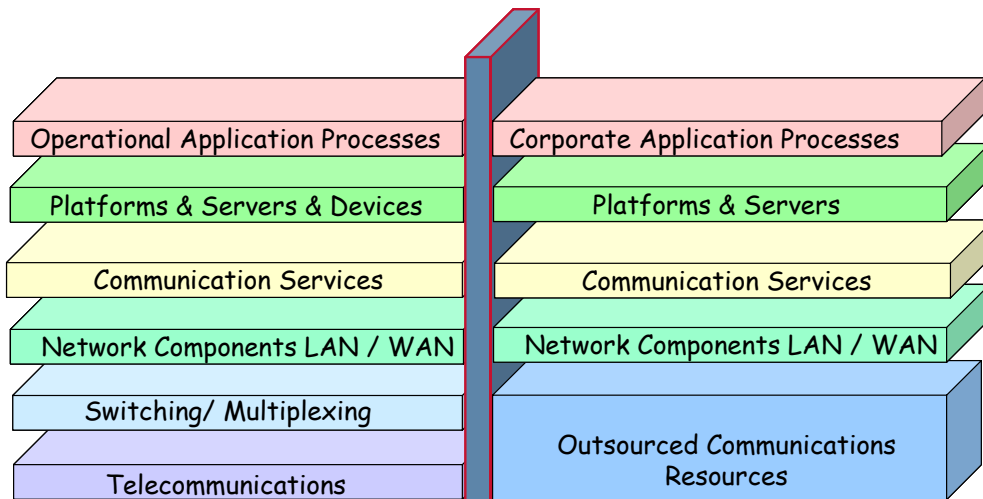 Operational Application Processes
Platforms & Servers & Devices
Communication Services
Network Components LAN / WAN
Switching/ Multiplexing
Telecommunications
Corporate Application Processes
Platforms & Servers
Communication Services
Network Components LAN / WAN
Outsourced Communications
Resources